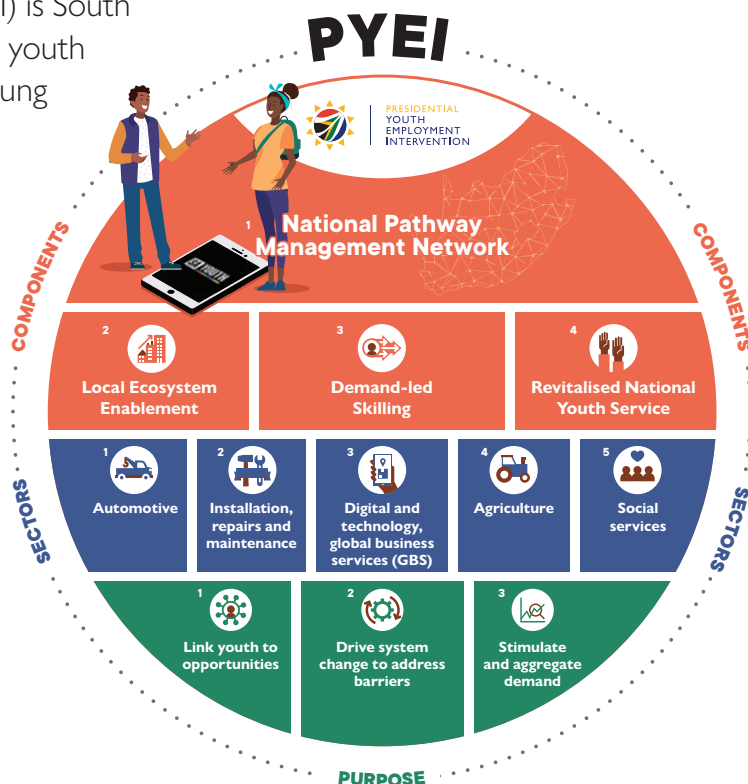 I) is South
youth
ung
PYEI
PRESIDENTIAL
YOUTH
EMPLOYMENT
INTERVENTION
COMPONENTS
COMPONENTS
1
National Pathway
Management Network
YOUTH
2
Local Ecosystem
Enablement
3
Demand-led
Skilling
4
Revitalised National
Youth Service
SECTORS
SECTORS
1
Automotive
2
Installation,
repairs and
maintenance
3
Digital and
technology,
global business
services (GBS)
4
Agriculture
5
Social
services
1
Link youth to
opportunities
2
Drive system
change to address
barriers
3
Stimulate
and aggregate
demand
PURPOSE